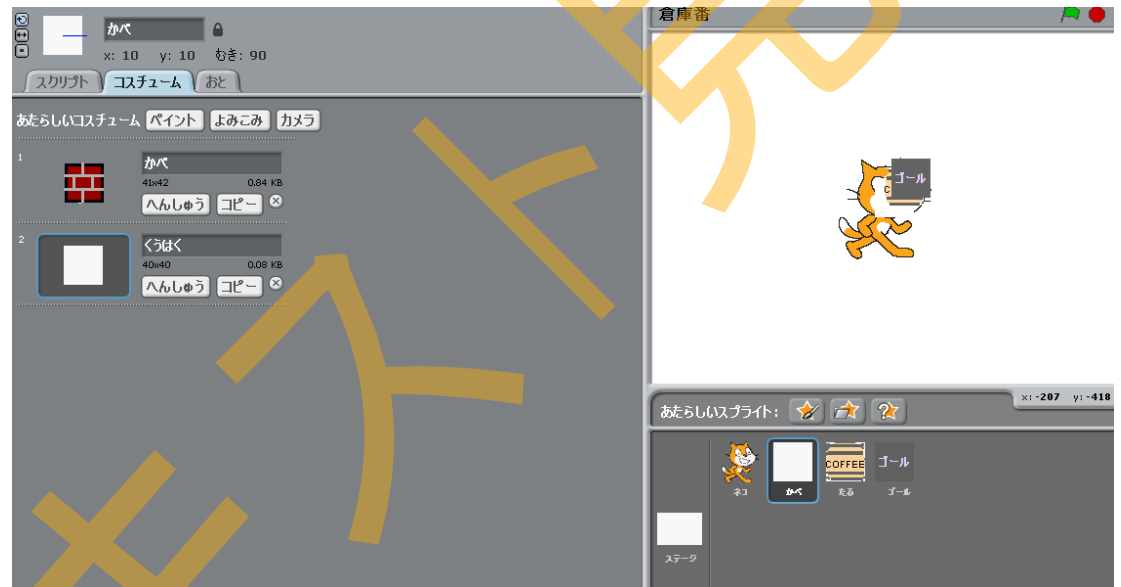 倉庫番
かべ
x: 10 y: 10 むき: 90
スクリプト コスチューム おと
あたらしいコスチューム ペイント よみこみ カメラ
1
かべ
41x42 0.84 KB
へんしゅう コピー
2
くうはく
40x40 0.08 KB
へんしゅう コピー
ゴール
x: -207 y: -418
あたらしいスプライト:
COFFEE ゴール
ネコ かべ たる ゴール
ステージ